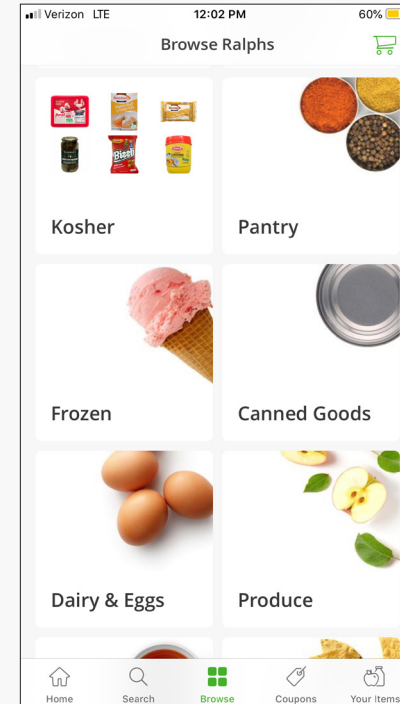 Verizon LTE 12:02 PM 60%
Browse Ralphs
Bissli
Kosher
Pantry
Frozen
Canned Goods
Dairy & Eggs
Produce
Home Search Browse Coupons Your Items